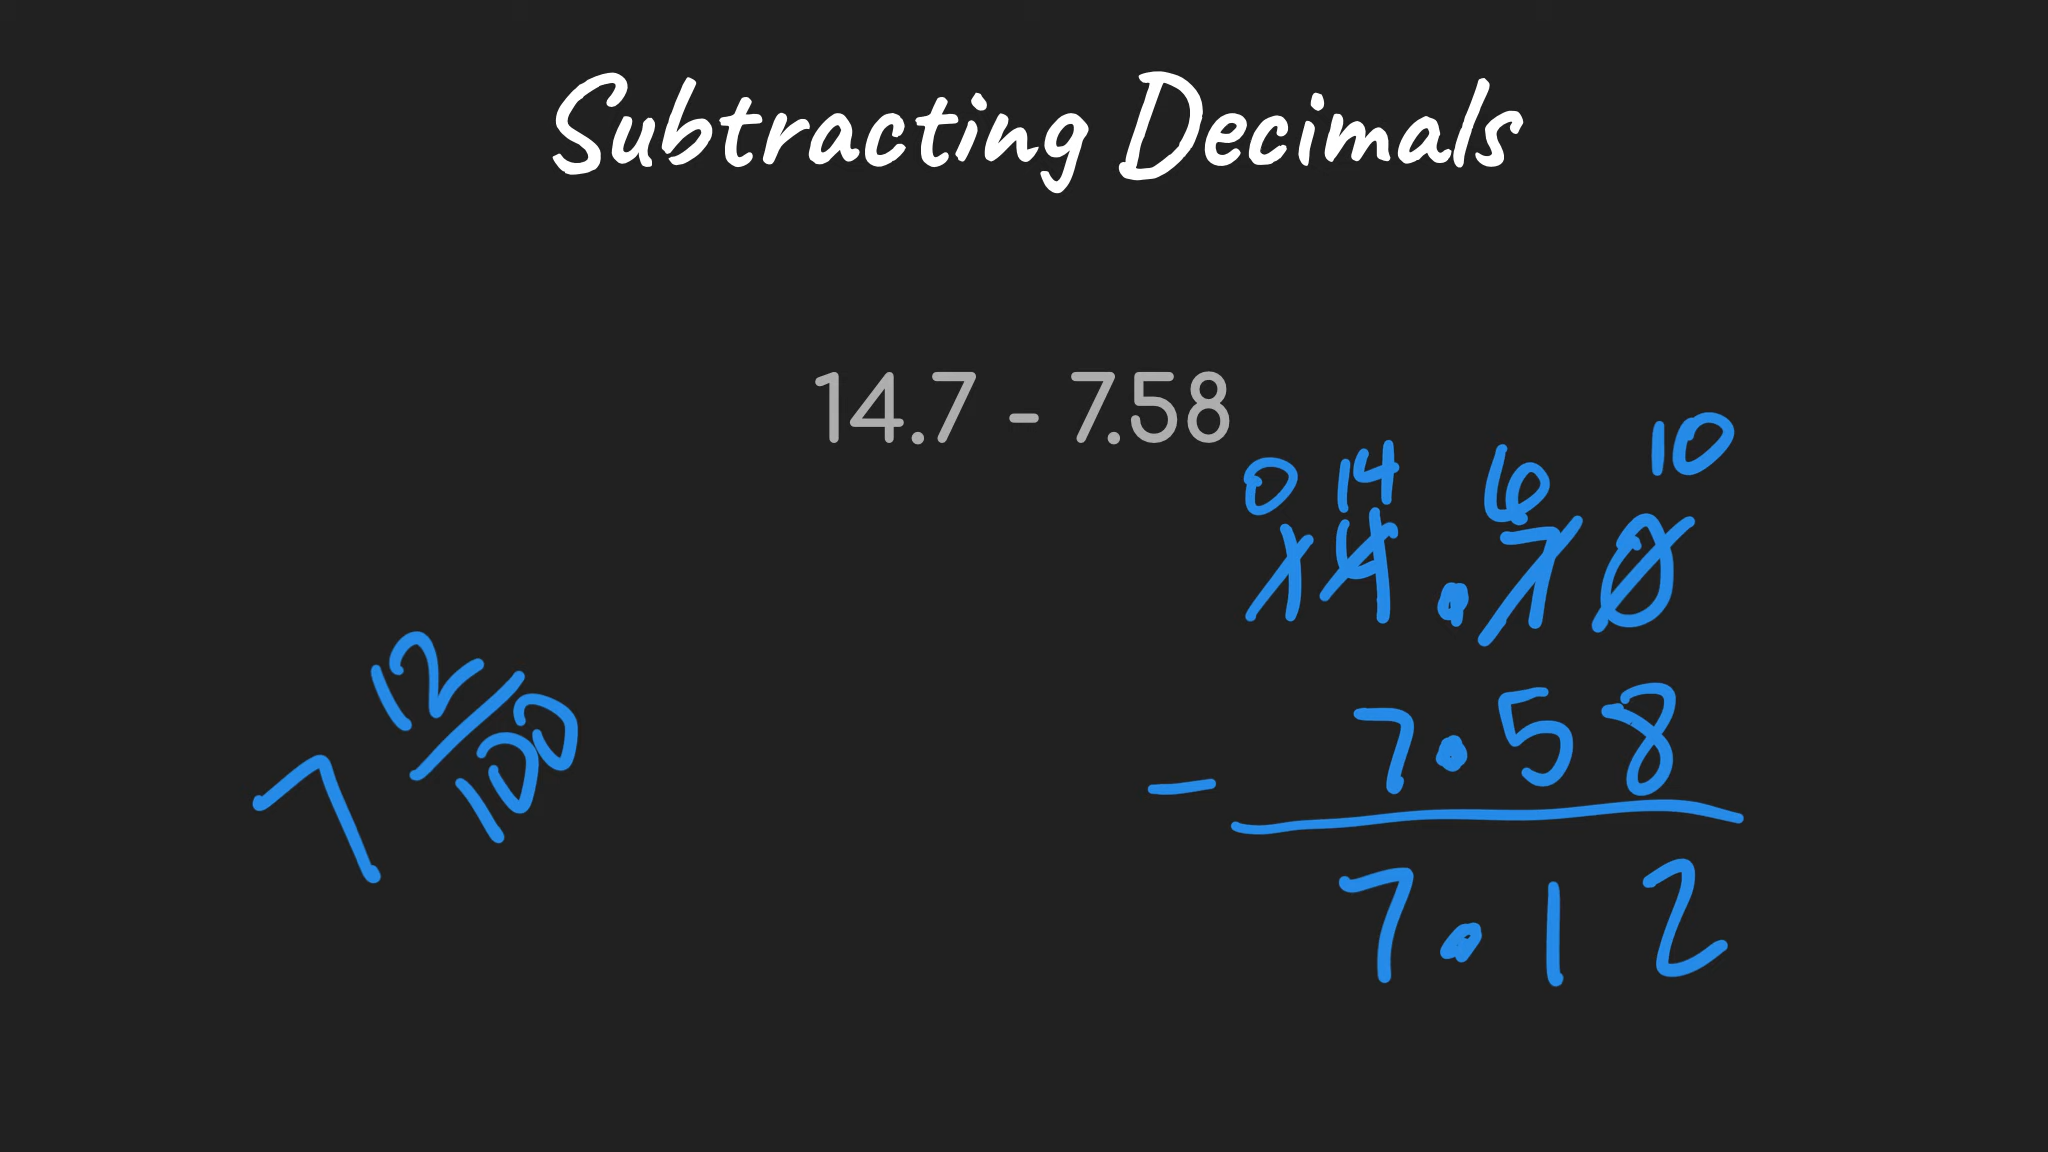 Subtracting Decimals
14.7 - 7.58
0 14 6 10
14.70
7 12/100
- 7.58
7.12